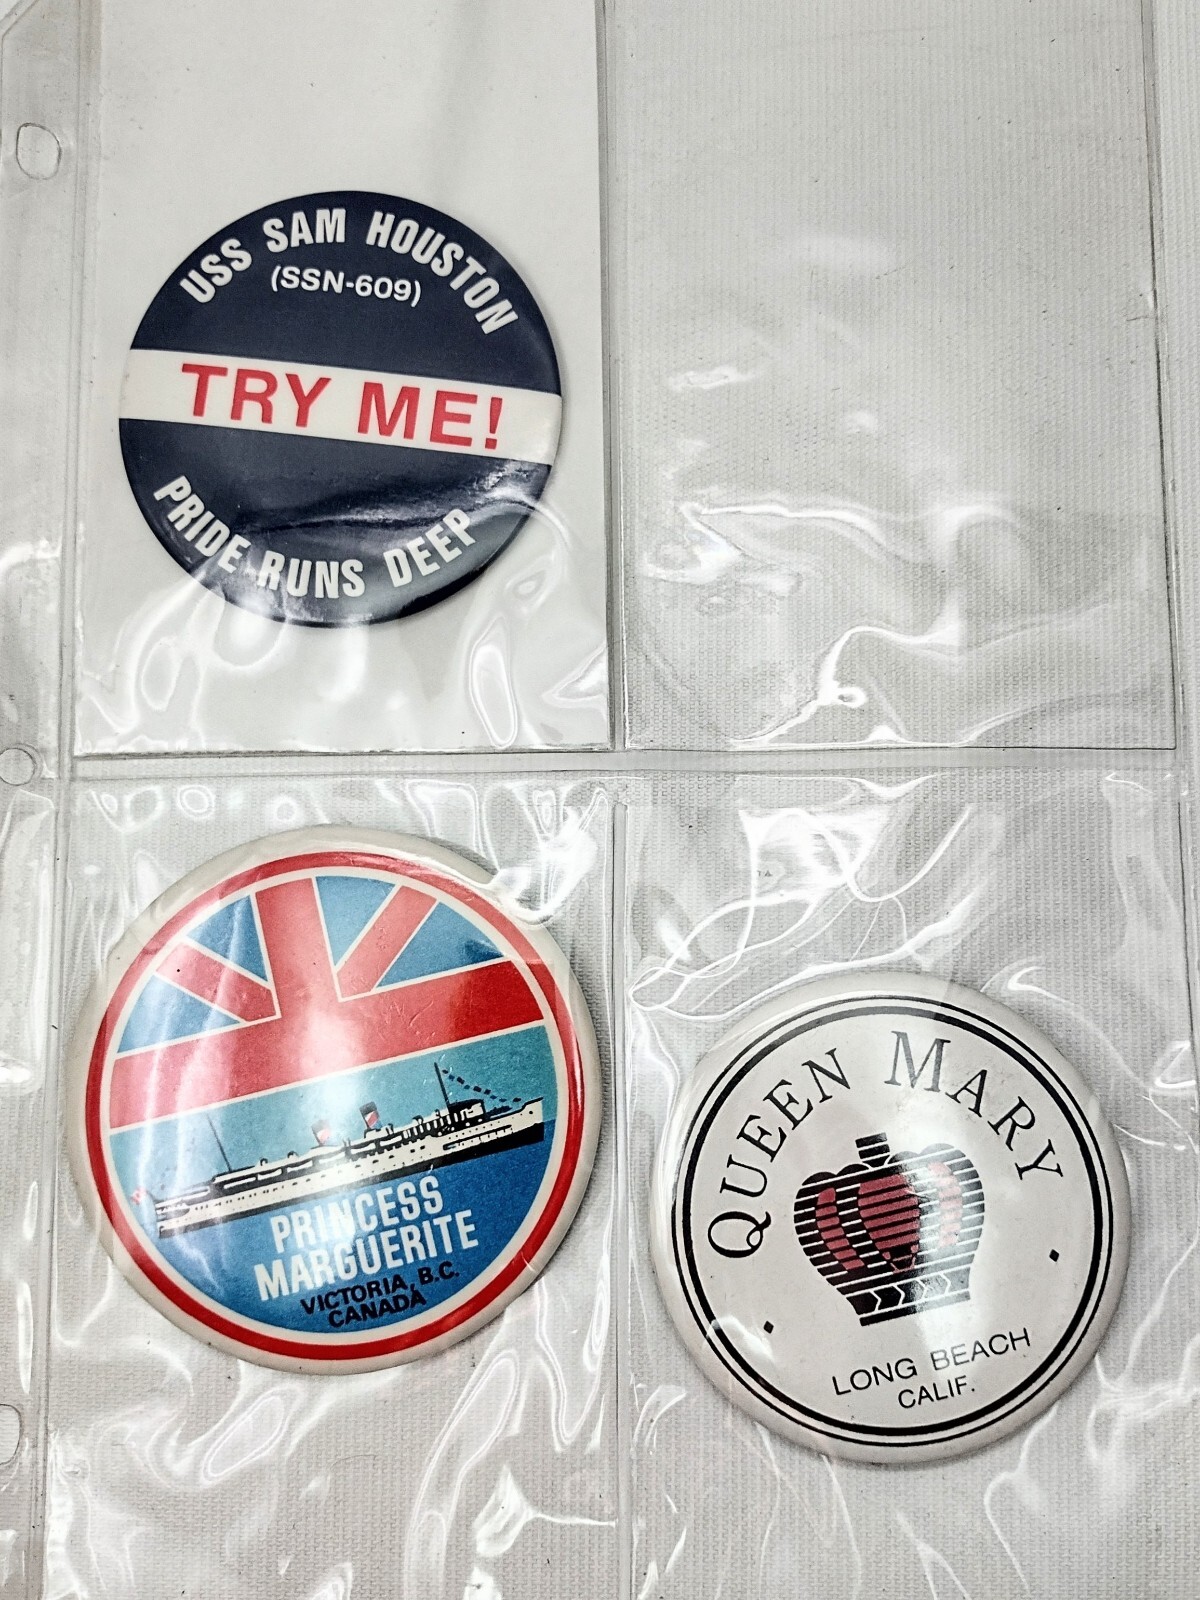 USS SAM HOUSTON
(SSN-609)
TRY ME!
PRIDE RUNS DEEP
PRINCESS
MARGUERITE
VICTORIA, B.C.
CANADA
QUEEN MARY
LONG BEACH
CALIF.